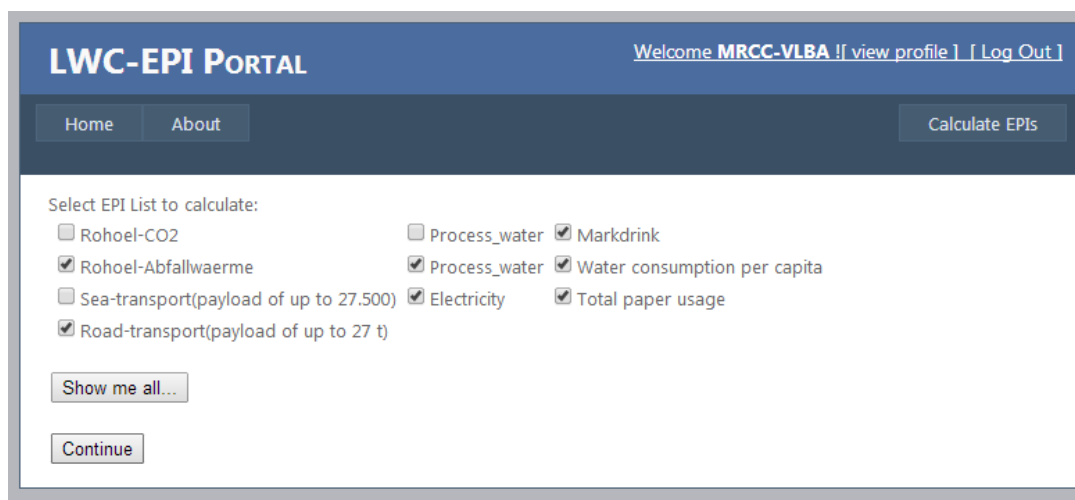 LWC-EPI PORTAL
Welcome MRCC-VLBA ![ view profile ] [ Log Out ]
Home About Calculate EPIs
Select EPI List to calculate:
Rohoel-CO2 Process_water Markdrink
Rohoel-Abfallwaerme Process_water Water consumption per capita
Sea-transport(payload of up to 27.500) Electricity Total paper usage
Road-transport(payload of up to 27 t)
Show me all...
Continue